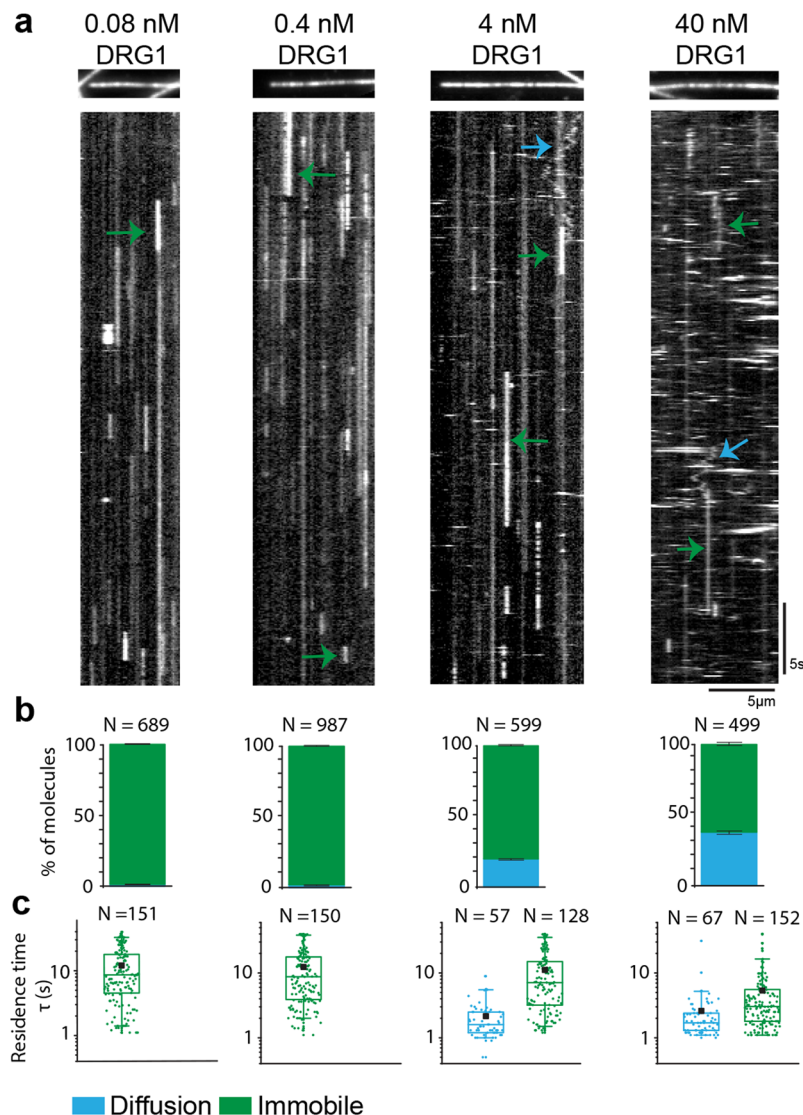 a
0.08 nM DRG1
0.4 nM DRG1
4 nM DRG1
40 nM DRG1
5s
5µm
b
N = 689
N = 987
N = 599
N = 499
% of molecules
100
50
0
100
50
0
100
50
0
100
50
0
c
N =151
N =150
N = 57
N = 128
N = 67
N = 152
Residence time
τ (s)
10
1
10
1
10
1
10
1
Diffusion
Immobile